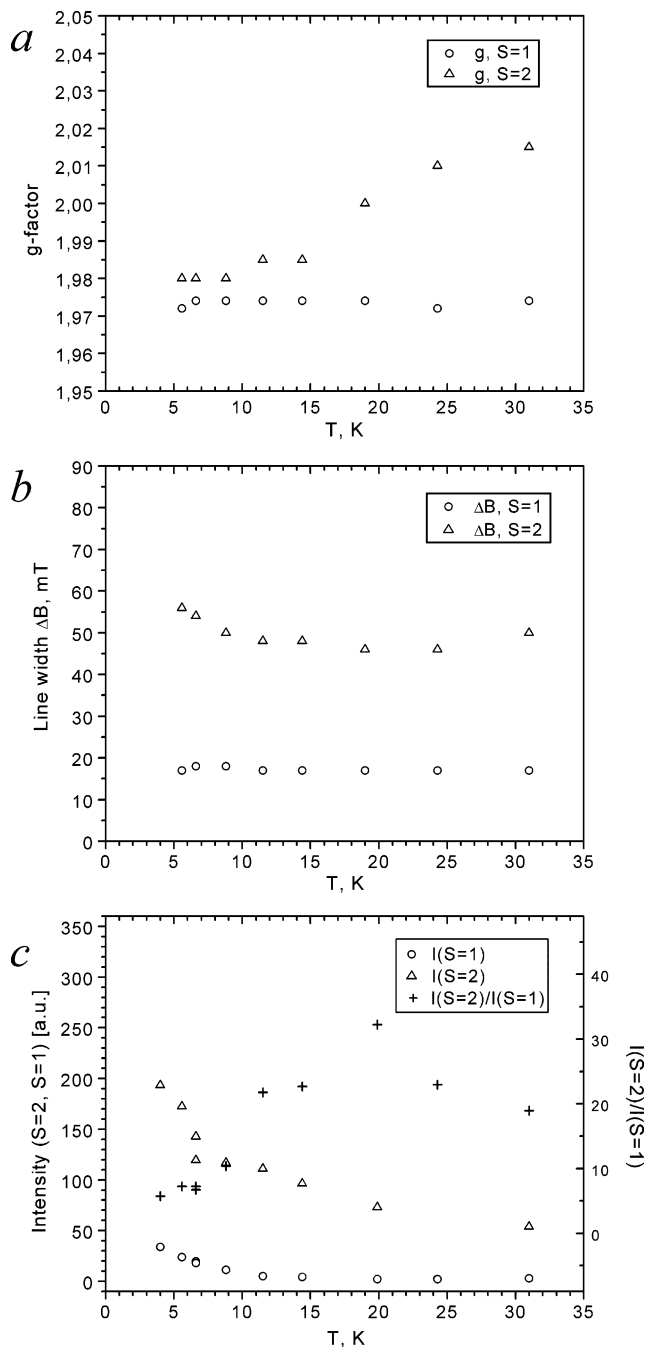 a
2,05
2,04
2,03
2,02
2,01
2,00
1,99
1,98
1,97
1,96
1,95
g-factor
g, S=1
g, S=2
0 5 10 15 20 25 30 35
T, K
b
90
80
70
60
50
40
30
20
10
0
Line width ΔB, mT
ΔB, S=1
ΔB, S=2
0 5 10 15 20 25 30 35
T, K
c
350
300
250
200
150
100
50
0
Intensity (S=2, S=1) [a.u.]
I(S=1)
I(S=2)
I(S=2)/I(S=1)
40
30
20
10
0
I(S=2)/I(S=1)
0 5 10 15 20 25 30 35
T, K